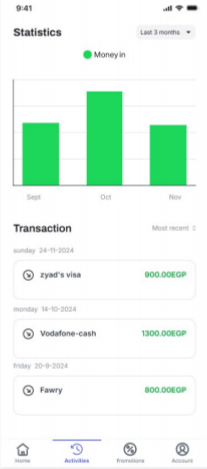 9:41
Statistics
Last 3 months
Money in
Sept Oct Nov
Transaction
Most recent
sunday 24-11-2024
zyad's visa 900.00EGP
monday 14-10-2024
Vodafone-cash 1300.00EGP
friday 20-9-2024
Fawry 800.00EGP
Home Activities Promotions Account